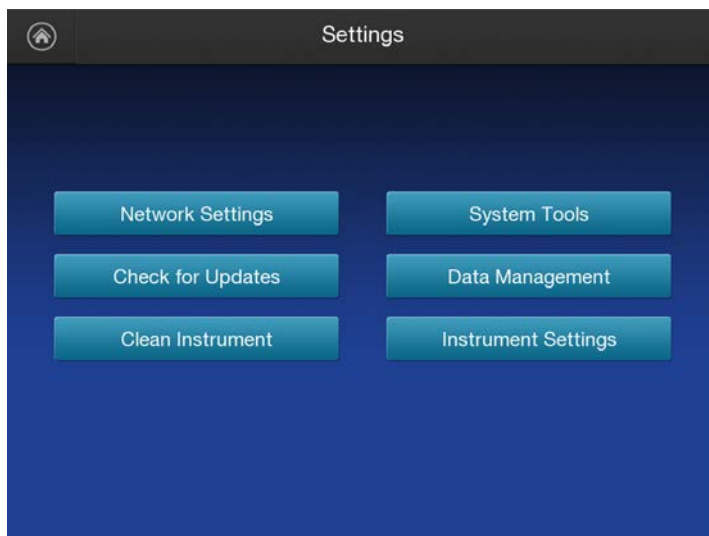 Settings
Network Settings
System Tools
Check for Updates
Data Management
Clean Instrument
Instrument Settings